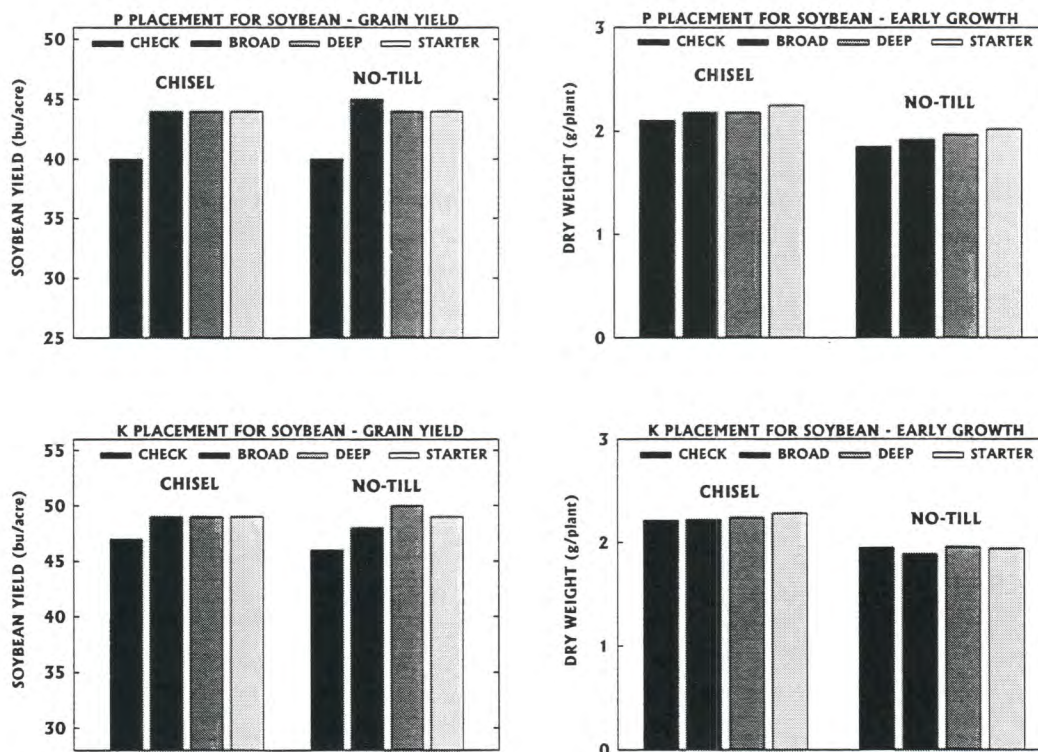 P PLACEMENT FOR SOYBEAN - GRAIN YIELD
CHECK BROAD DEEP STARTER
CHISEL
NO-TILL
SOYBEAN YIELD (bu/acre)
50
45
40
35
30
25
P PLACEMENT FOR SOYBEAN - EARLY GROWTH
CHECK BROAD DEEP STARTER
CHISEL
NO-TILL
DRY WEIGHT (g/plant)
3
2
1
0
K PLACEMENT FOR SOYBEAN - GRAIN YIELD
CHECK BROAD DEEP STARTER
CHISEL
NO-TILL
SOYBEAN YIELD (bu/acre)
55
50
45
40
35
30
K PLACEMENT FOR SOYBEAN - EARLY GROWTH
CHECK BROAD DEEP STARTER
CHISEL
NO-TILL
DRY WEIGHT (g/plant)
3
2
1
0